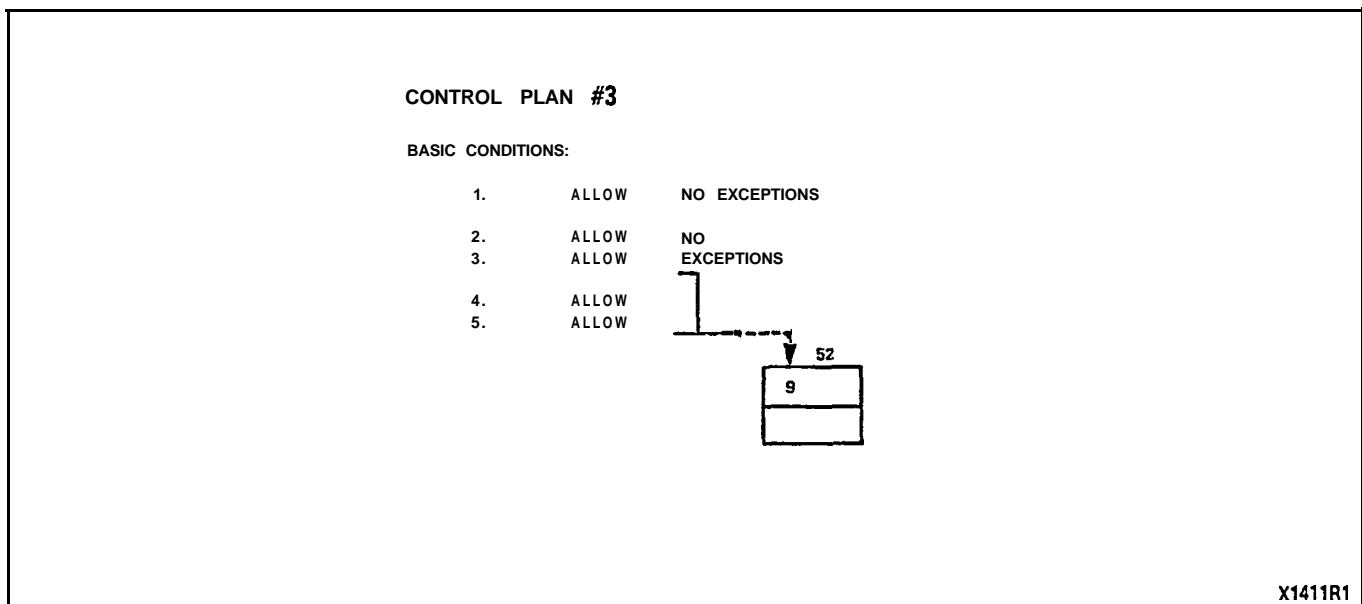 CONTROL PLAN #3
BASIC CONDITIONS:
1. ALLOW NO EXCEPTIONS
2. ALLOW NO
3. ALLOW EXCEPTIONS
4. ALLOW
5. ALLOW
52
9
X1411R1